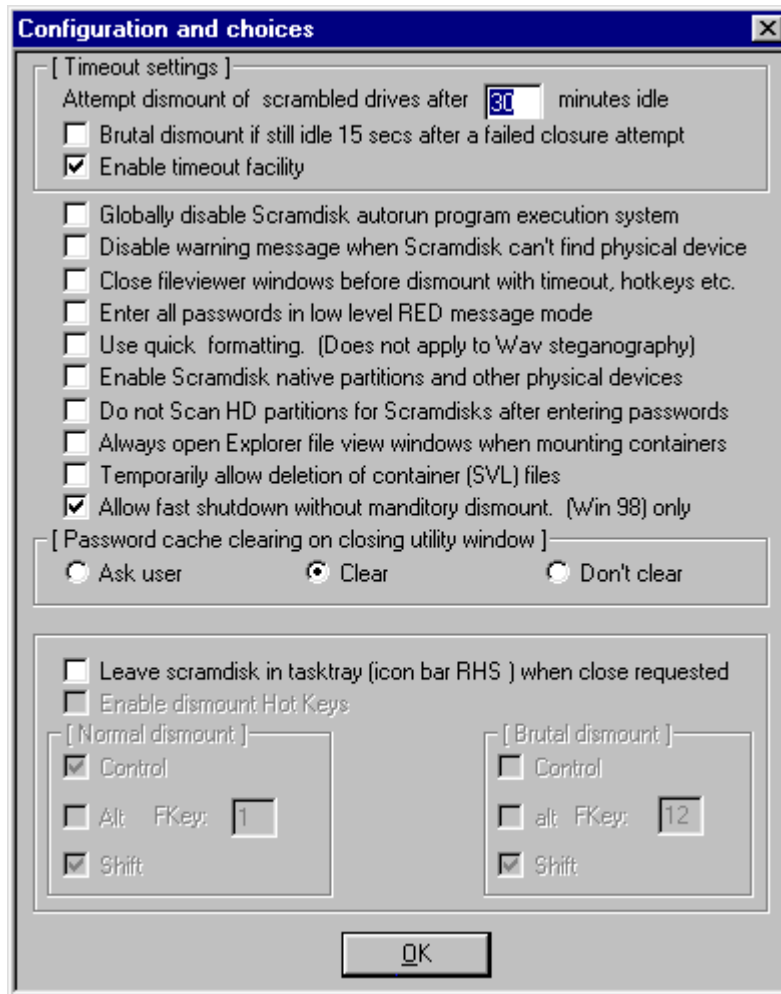 Configuration and choices
[ Timeout settings ]
Attempt dismount of scrambled drives after 30 minutes idle
Brutal dismount if still idle 15 secs after a failed closure attempt
Enable timeout facility
Globally disable Scramdisk autorun program execution system
Disable warning message when Scramdisk can't find physical device
Close fileviewer windows before dismount with timeout, hotkeys etc.
Enter all passwords in low level RED message mode
Use quick formatting. (Does not apply to Wav steganography)
Enable Scramdisk native partitions and other physical devices
Do not Scan HD partitions for Scramdisks after entering passwords
Always open Explorer file view windows when mounting containers
Temporarily allow deletion of container (SVL) files
Allow fast shutdown without manditory dismount. (Win 98) only
[ Password cache clearing on closing utility window ]
Ask user Clear Don't clear
Leave scramdisk in tasktray (icon bar RHS ) when close requested
Enable dismount Hot Keys
[ Normal dismount ] [ Brutal dismount ]
Control Control
Alt FKey: 1 alt FKey: 12
Shift Shift
OK